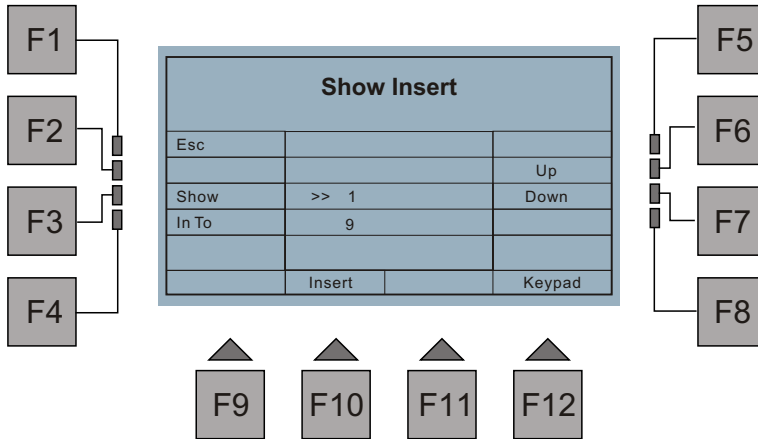 F1
F5
Show Insert
F2
F6
Esc
Up
Show >> 1 Down
F3
F7
In To 9
Insert Keypad
F4
F8
F9 F10 F11 F12